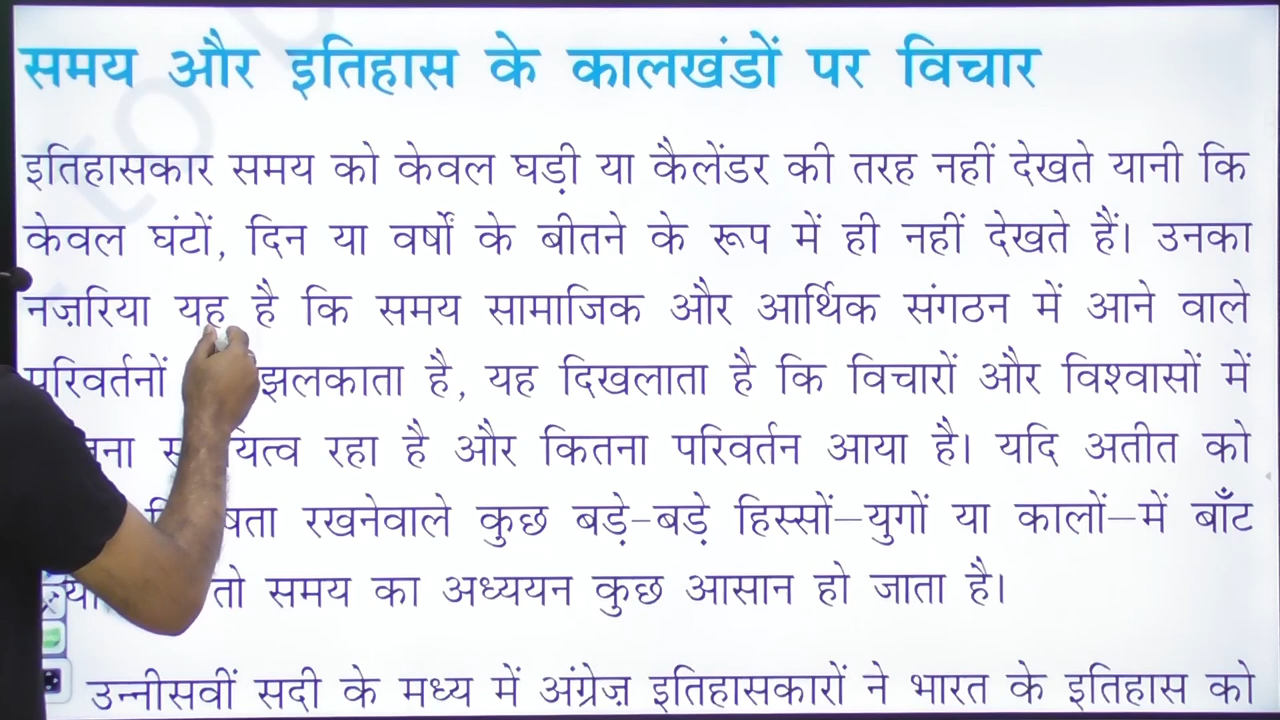 समय और इतिहास के कालखंडों पर विचार
इतिहासकार समय को केवल घड़ी या कैलेंडर की तरह नहीं देखते यानी कि
केवल घंटों, दिन या वर्षों के बीतने के रूप में ही नहीं देखते हैं। उनका
नज़रिया यह है कि समय सामाजिक और आर्थिक संगठन में आने वाले
परिवर्तनों झलकाता है, यह दिखलाता है कि विचारों और विश्वासों में
रहा है और कितना परिवर्तन आया है। यदि अतीत को
रखनेवाले कुछ बड़े-बड़े हिस्सों–युगों या कालों–में बाँट
तो समय का अध्ययन कुछ आसान हो जाता है।
उन्नीसवीं सदी के मध्य में अंग्रेज़ इतिहासकारों ने भारत के इतिहास को